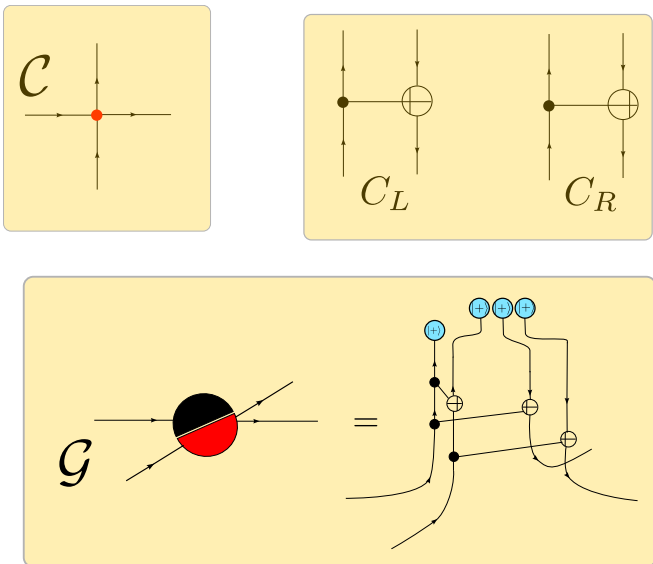 𝒞
C_L
C_R
|+⟩ |+⟩ |+⟩
|+⟩
𝒢
=